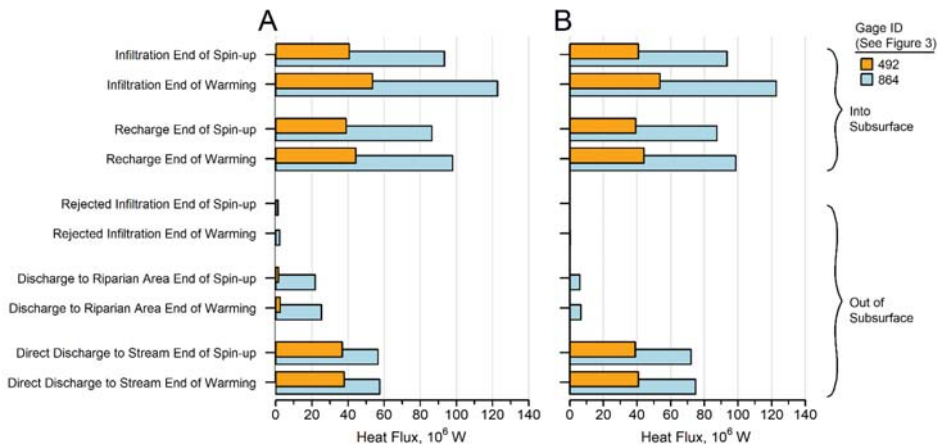 A
B
Gage ID
(See Figure 3)
492
864
Infiltration End of Spin-up
Infiltration End of Warming
Recharge End of Spin-up
Recharge End of Warming
Into
Subsurface
Rejected Infiltration End of Spin-up
Rejected Infiltration End of Warming
Discharge to Riparian Area End of Spin-up
Discharge to Riparian Area End of Warming
Out of
Subsurface
Direct Discharge to Stream End of Spin-up
Direct Discharge to Stream End of Warming
0 20 40 60 80 100 120 140
0 20 40 60 80 100 120 140
Heat Flux, 10⁶ W
Heat Flux, 10⁶ W